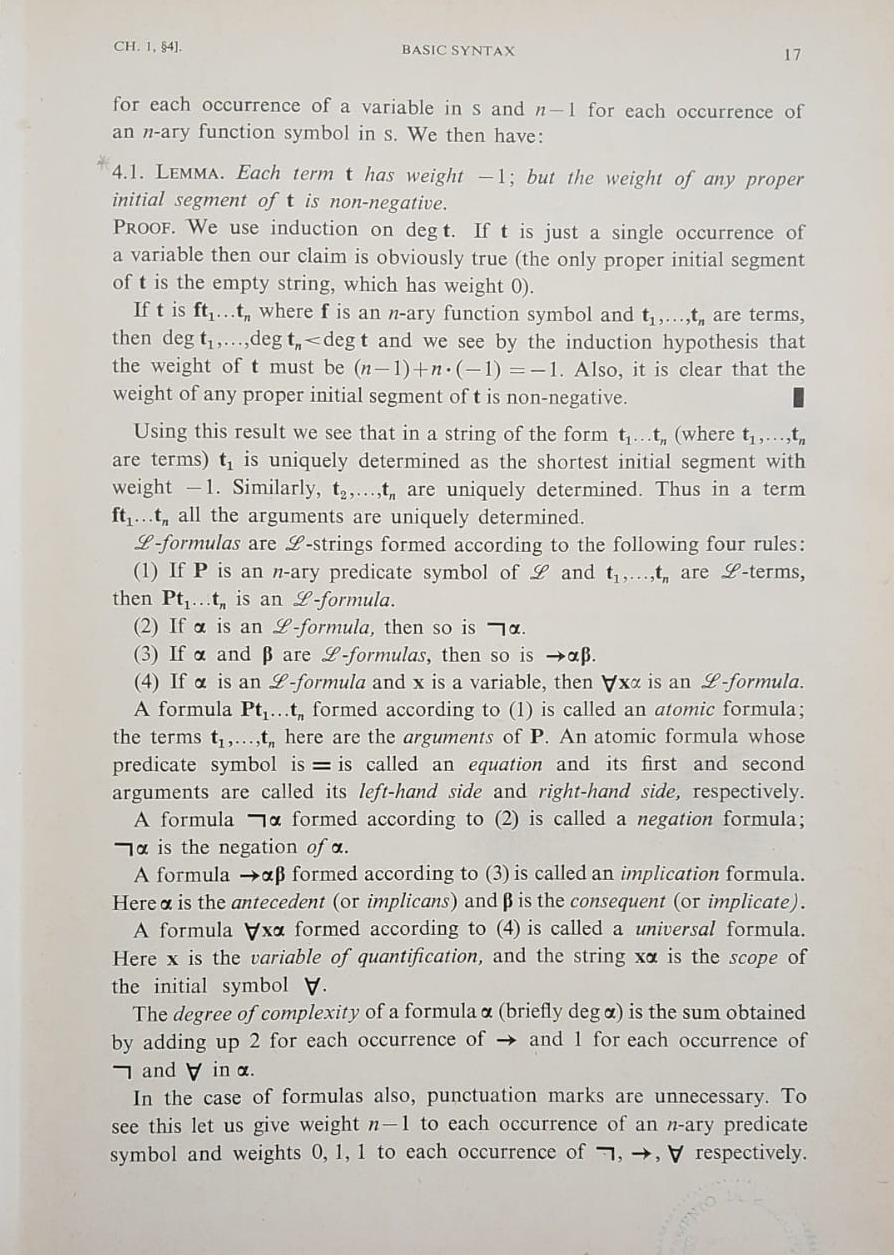 CH. 1, §4].
BASIC SYNTAX
17
for each occurrence of a variable in s and n−1 for each occurrence of
an n-ary function symbol in s. We then have:
4.1. LEMMA. Each term t has weight −1; but the weight of any proper
initial segment of t is non-negative.
PROOF. We use induction on deg t. If t is just a single occurrence of
a variable then our claim is obviously true (the only proper initial segment
of t is the empty string, which has weight 0).
If t is ft₁...tₙ where f is an n-ary function symbol and t₁,...,tₙ are terms,
then deg t₁,...,deg tₙ<deg t and we see by the induction hypothesis that
the weight of t must be (n−1)+n·(−1) = −1. Also, it is clear that the
weight of any proper initial segment of t is non-negative. ▮
Using this result we see that in a string of the form t₁...tₙ (where t₁,...,tₙ
are terms) t₁ is uniquely determined as the shortest initial segment with
weight −1. Similarly, t₂,...,tₙ are uniquely determined. Thus in a term
ft₁...tₙ all the arguments are uniquely determined.
ℒ-formulas are ℒ-strings formed according to the following four rules:
(1) If P is an n-ary predicate symbol of ℒ and t₁,...,tₙ are ℒ-terms,
then Pt₁...tₙ is an ℒ-formula.
(2) If α is an ℒ-formula, then so is ¬α.
(3) If α and β are ℒ-formulas, then so is →αβ.
(4) If α is an ℒ-formula and x is a variable, then ∀xα is an ℒ-formula.
A formula Pt₁...tₙ formed according to (1) is called an atomic formula;
the terms t₁,...,tₙ here are the arguments of P. An atomic formula whose
predicate symbol is = is called an equation and its first and second
arguments are called its left-hand side and right-hand side, respectively.
A formula ¬α formed according to (2) is called a negation formula;
¬α is the negation of α.
A formula →αβ formed according to (3) is called an implication formula.
Here α is the antecedent (or implicans) and β is the consequent (or implicate).
A formula ∀xα formed according to (4) is called a universal formula.
Here x is the variable of quantification, and the string xα is the scope of
the initial symbol ∀.
The degree of complexity of a formula α (briefly deg α) is the sum obtained
by adding up 2 for each occurrence of → and 1 for each occurrence of
¬ and ∀ in α.
In the case of formulas also, punctuation marks are unnecessary. To
see this let us give weight n−1 to each occurrence of an n-ary predicate
symbol and weights 0, 1, 1 to each occurrence of ¬, →, ∀ respectively.